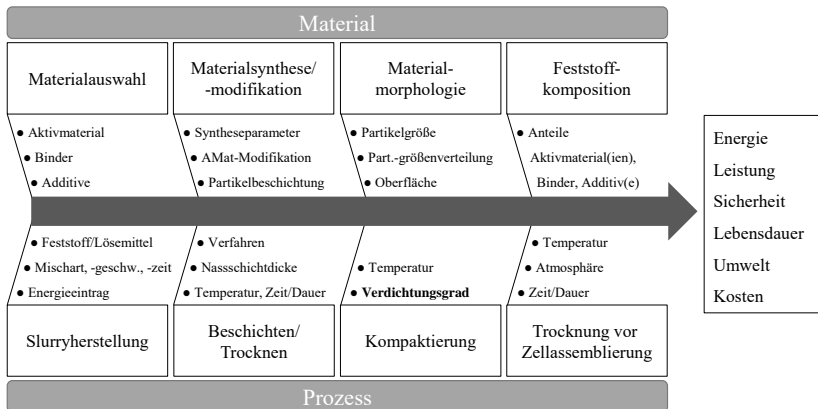 Material
Materialauswahl
Materialsynthese/
-modifikation
Material-
morphologie
Feststoff-
komposition
● Aktivmaterial
● Binder
● Additive
● Syntheseparameter
● AMat-Modifikation
● Partikelbeschichtung
● Partikelgröße
● Part.-größenverteilung
● Oberfläche
● Anteile
Aktivmaterial(ien),
Binder, Additiv(e)
● Feststoff/Lösemittel
● Mischart, -geschw., -zeit
● Energieeintrag
● Verfahren
● Nassschichtdicke
● Temperatur, Zeit/Dauer
● Temperatur
● Verdichtungsgrad
● Temperatur
● Atmosphäre
● Zeit/Dauer
Slurryherstellung
Beschichten/
Trocknen
Kompaktierung
Trocknung vor
Zellassemblierung
Prozess
Energie
Leistung
Sicherheit
Lebensdauer
Umwelt
Kosten